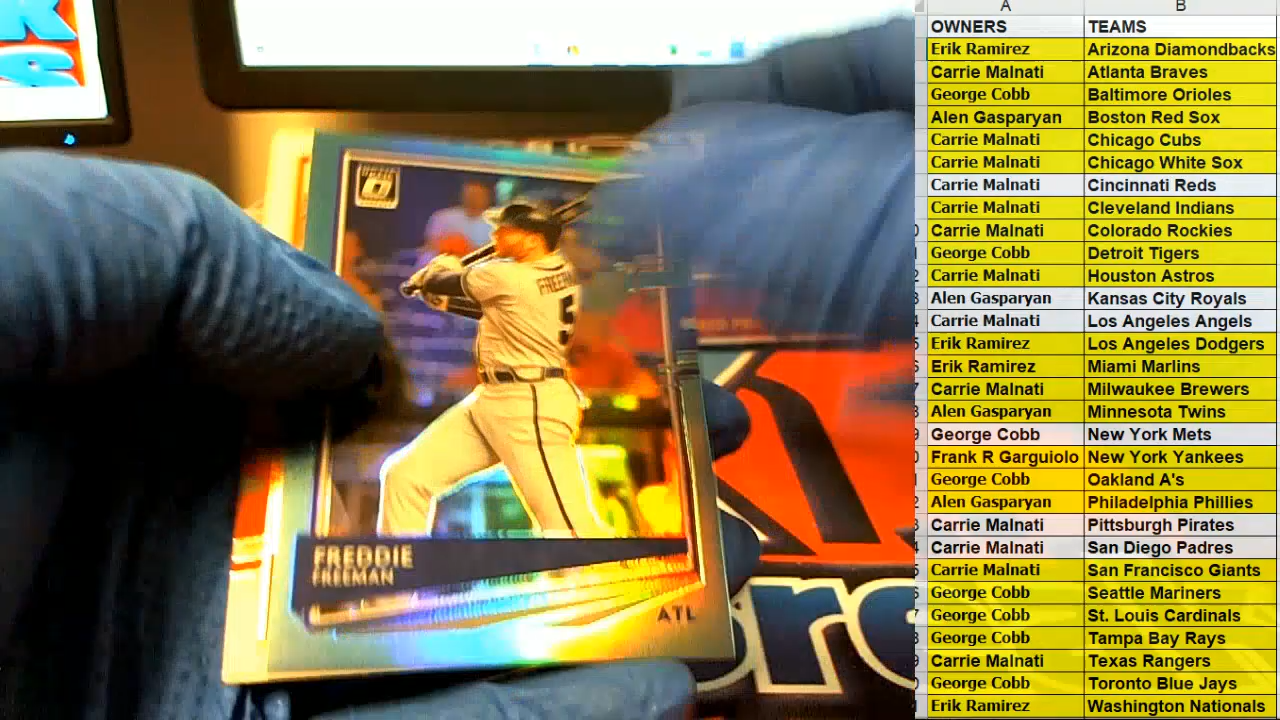 A B
OWNERS TEAMS
Erik Ramirez Arizona Diamondbacks
Carrie Malnati Atlanta Braves
George Cobb Baltimore Orioles
Alen Gasparyan Boston Red Sox
Carrie Malnati Chicago Cubs
Carrie Malnati Chicago White Sox
Carrie Malnati Cincinnati Reds
Carrie Malnati Cleveland Indians
Carrie Malnati Colorado Rockies
George Cobb Detroit Tigers
Carrie Malnati Houston Astros
Alen Gasparyan Kansas City Royals
Carrie Malnati Los Angeles Angels
Erik Ramirez Los Angeles Dodgers
Erik Ramirez Miami Marlins
Carrie Malnati Milwaukee Brewers
Alen Gasparyan Minnesota Twins
George Cobb New York Mets
Frank R Garguiolo New York Yankees
George Cobb Oakland A's
Alen Gasparyan Philadelphia Phillies
Carrie Malnati Pittsburgh Pirates
Carrie Malnati San Diego Padres
Carrie Malnati San Francisco Giants
George Cobb Seattle Mariners
George Cobb St. Louis Cardinals
George Cobb Tampa Bay Rays
Carrie Malnati Texas Rangers
George Cobb Toronto Blue Jays
Erik Ramirez Washington Nationals
5
FREDDIE
FREEMAN
ATL